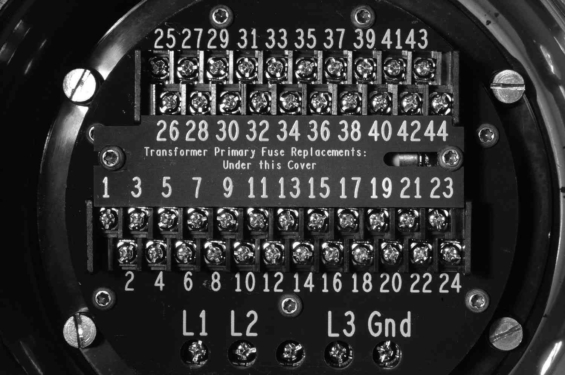 25 27 29 31 33 35 37 39 41 43
26 28 30 32 34 36 38 40 42 44
Transformer Primary Fuse Replacements:
Under this Cover
1 3 5 7 9 11 13 15 17 19 21 23
2 4 6 8 10 12 14 16 18 20 22 24
L1 L2 L3 Gnd